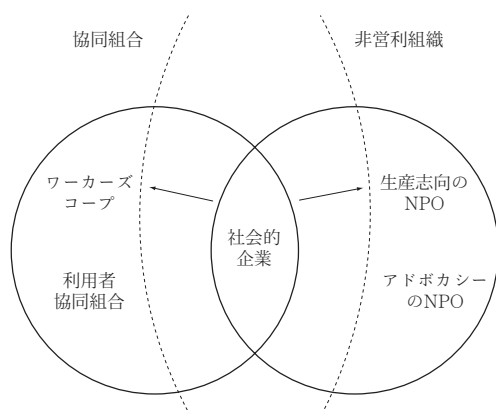 協同組合
非営利組織
ワーカーズ
コープ
生産志向の
NPO
社会的
企業
利用者
協同組合
アドボカシー
のNPO